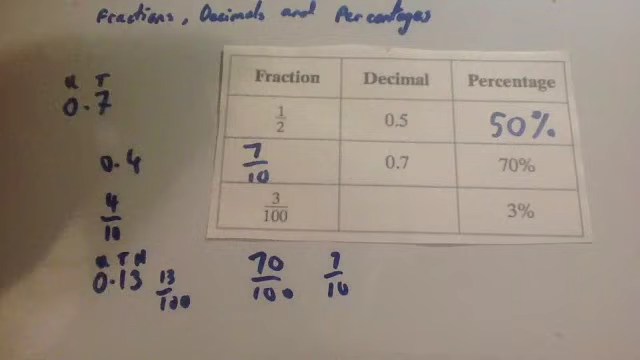 Fractions, Decimals and Percentages
Fraction Decimal Percentage
1/2 0.5 50%
7/10 0.7 70%
3/100 3%
U T
0.7
0.4
4/10
U T H
0.13 13/100
70/100 7/10